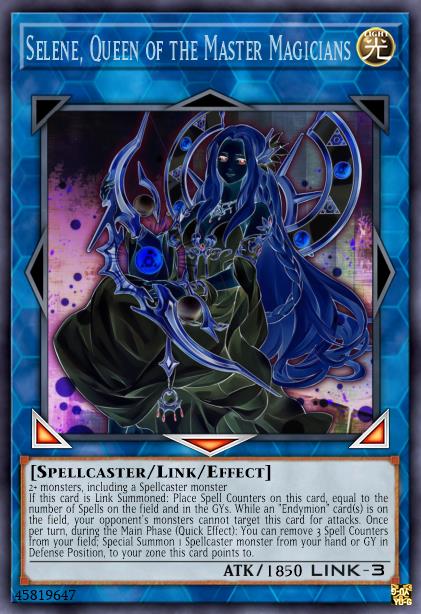 Selene, Queen of the Master Magicians
LIGHT
光
[Spellcaster/Link/Effect]
2+ monsters, including a Spellcaster monster
If this card is Link Summoned: Place Spell Counters on this card, equal to the
number of Spells on the field and in the GYs. While an "Endymion" card(s) is on
the field, your opponent's monsters cannot target this card for attacks. Once
per turn, during the Main Phase (Quick Effect): You can remove 3 Spell Counters
from your field; Special Summon 1 Spellcaster monster from your hand or GY in
Defense Position, to your zone this card points to.
ATK/1850 LINK-3
45819647